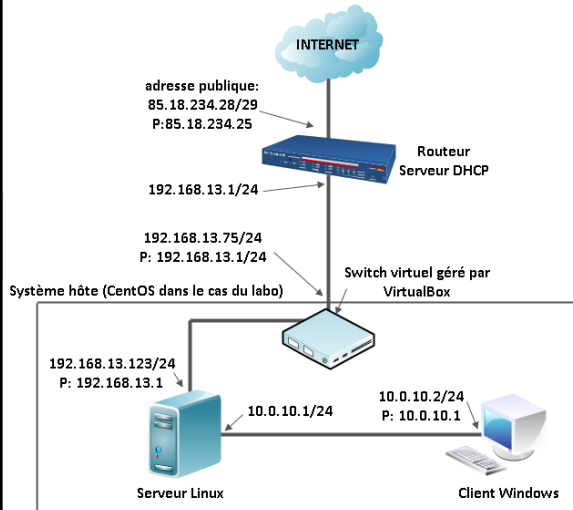 INTERNET
adresse publique:
85.18.234.28/29
P:85.18.234.25
Routeur
Serveur DHCP
192.168.13.1/24
192.168.13.75/24
P: 192.168.13.1/24
Switch virtuel géré par
VirtualBox
Système hôte (CentOS dans le cas du labo)
192.168.13.123/24
P: 192.168.13.1
10.0.10.1/24
10.0.10.2/24
P: 10.0.10.1
Serveur Linux
Client Windows